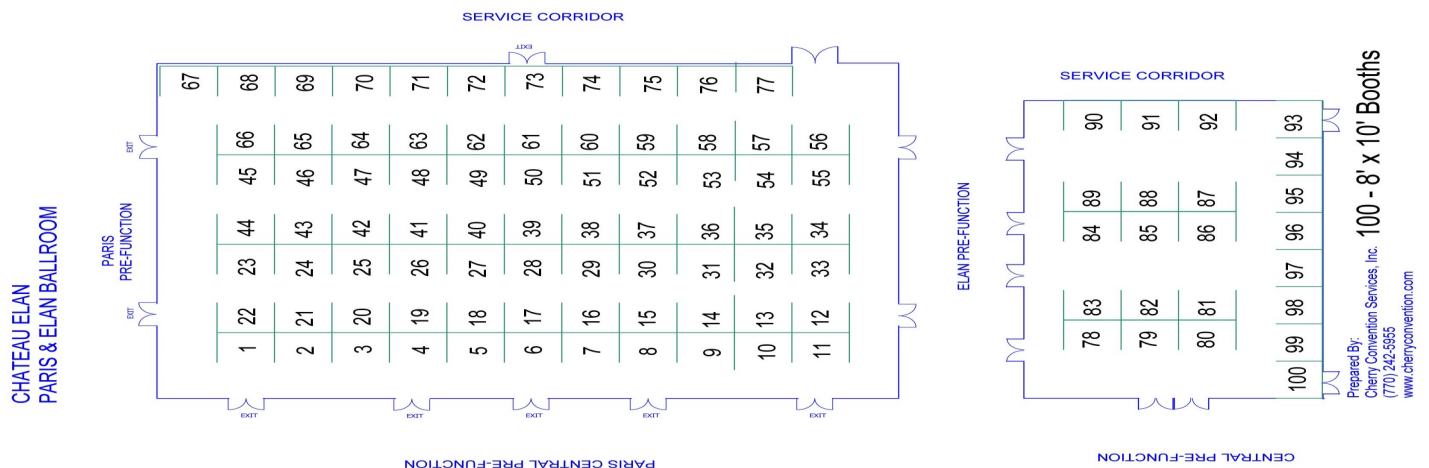 CHATEAU ELAN
PARIS & ELAN BALLROOM
SERVICE CORRIDOR
EXIT
67 68 69 70 71 72 73 74 75 76 77
EXIT
66 65 64 63 62 61 60 59 58 57 56
45 46 47 48 49 50 51 52 53 54 55
PARIS
PRE-FUNCTION
44 43 42 41 40 39 38 37 36 35 34
23 24 25 26 27 28 29 30 31 32 33
EXIT
22 21 20 19 18 17 16 15 14 13 12
1 2 3 4 5 6 7 8 9 10 11
EXIT EXIT EXIT EXIT EXIT
PARIS CENTRAL PRE-FUNCTION
SERVICE CORRIDOR
90 91 92 93
94
89 88 87 95
84 85 86 96
ELAN PRE-FUNCTION
97
83 82 81 98
78 79 80 99
100
CENTRAL PRE-FUNCTION
Prepared By:
Cherry Convention Services, Inc.
(770) 242-5955
www.cherryconvention.com
100 - 8' x 10' Booths